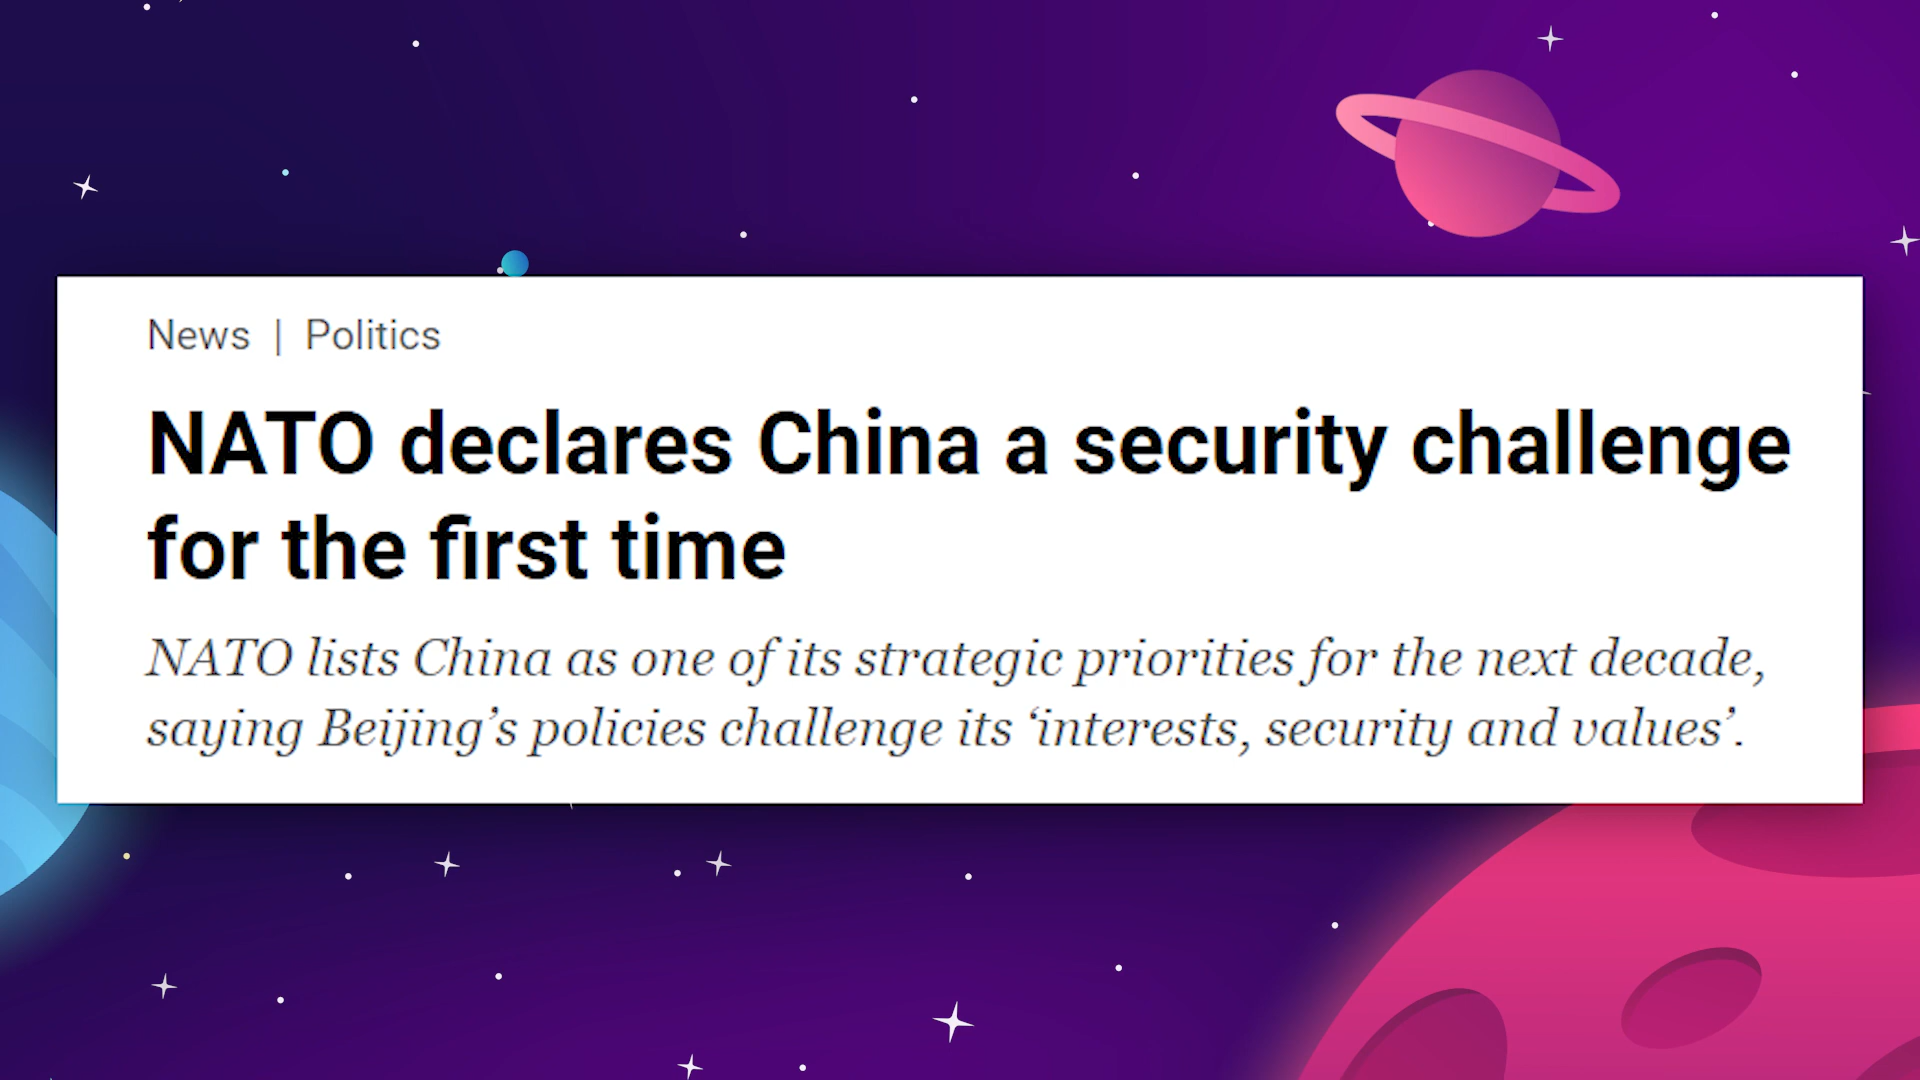 News | Politics
NATO declares China a security challenge
for the first time
NATO lists China as one of its strategic priorities for the next decade,
saying Beijing’s policies challenge its ‘interests, security and values’.